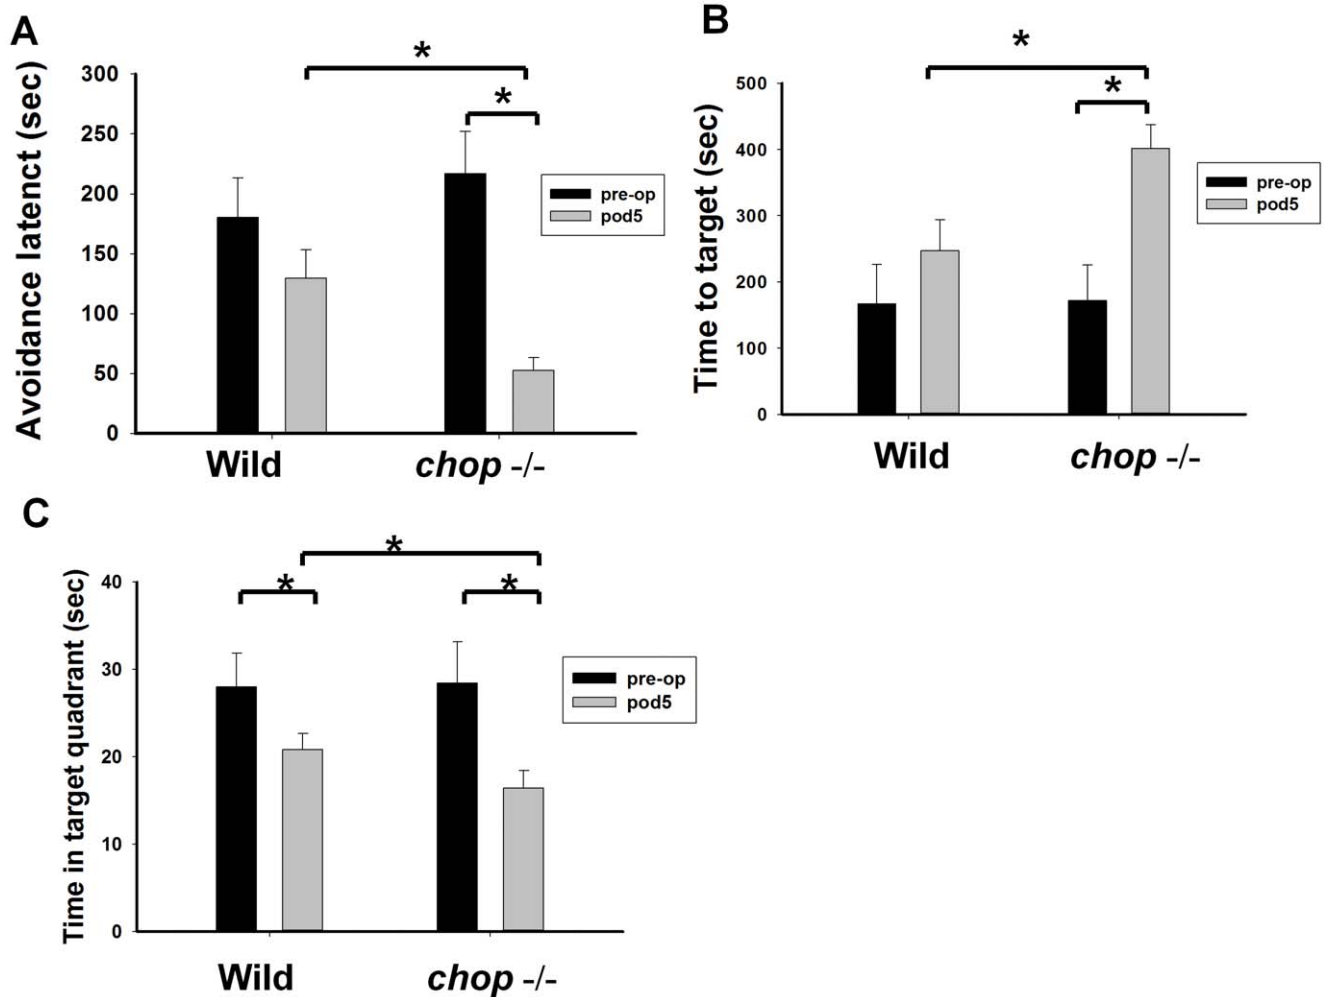 A
Avoidance latenct (sec)
300
250
200
150
100
50
0
*
*
pre-op
pod5
Wild
chop -/-
B
Time to target (sec)
500
400
300
200
100
0
*
*
pre-op
pod5
Wild
chop -/-
C
Time in target quadrant (sec)
40
30
20
10
0
*
*
*
pre-op
pod5
Wild
chop -/-